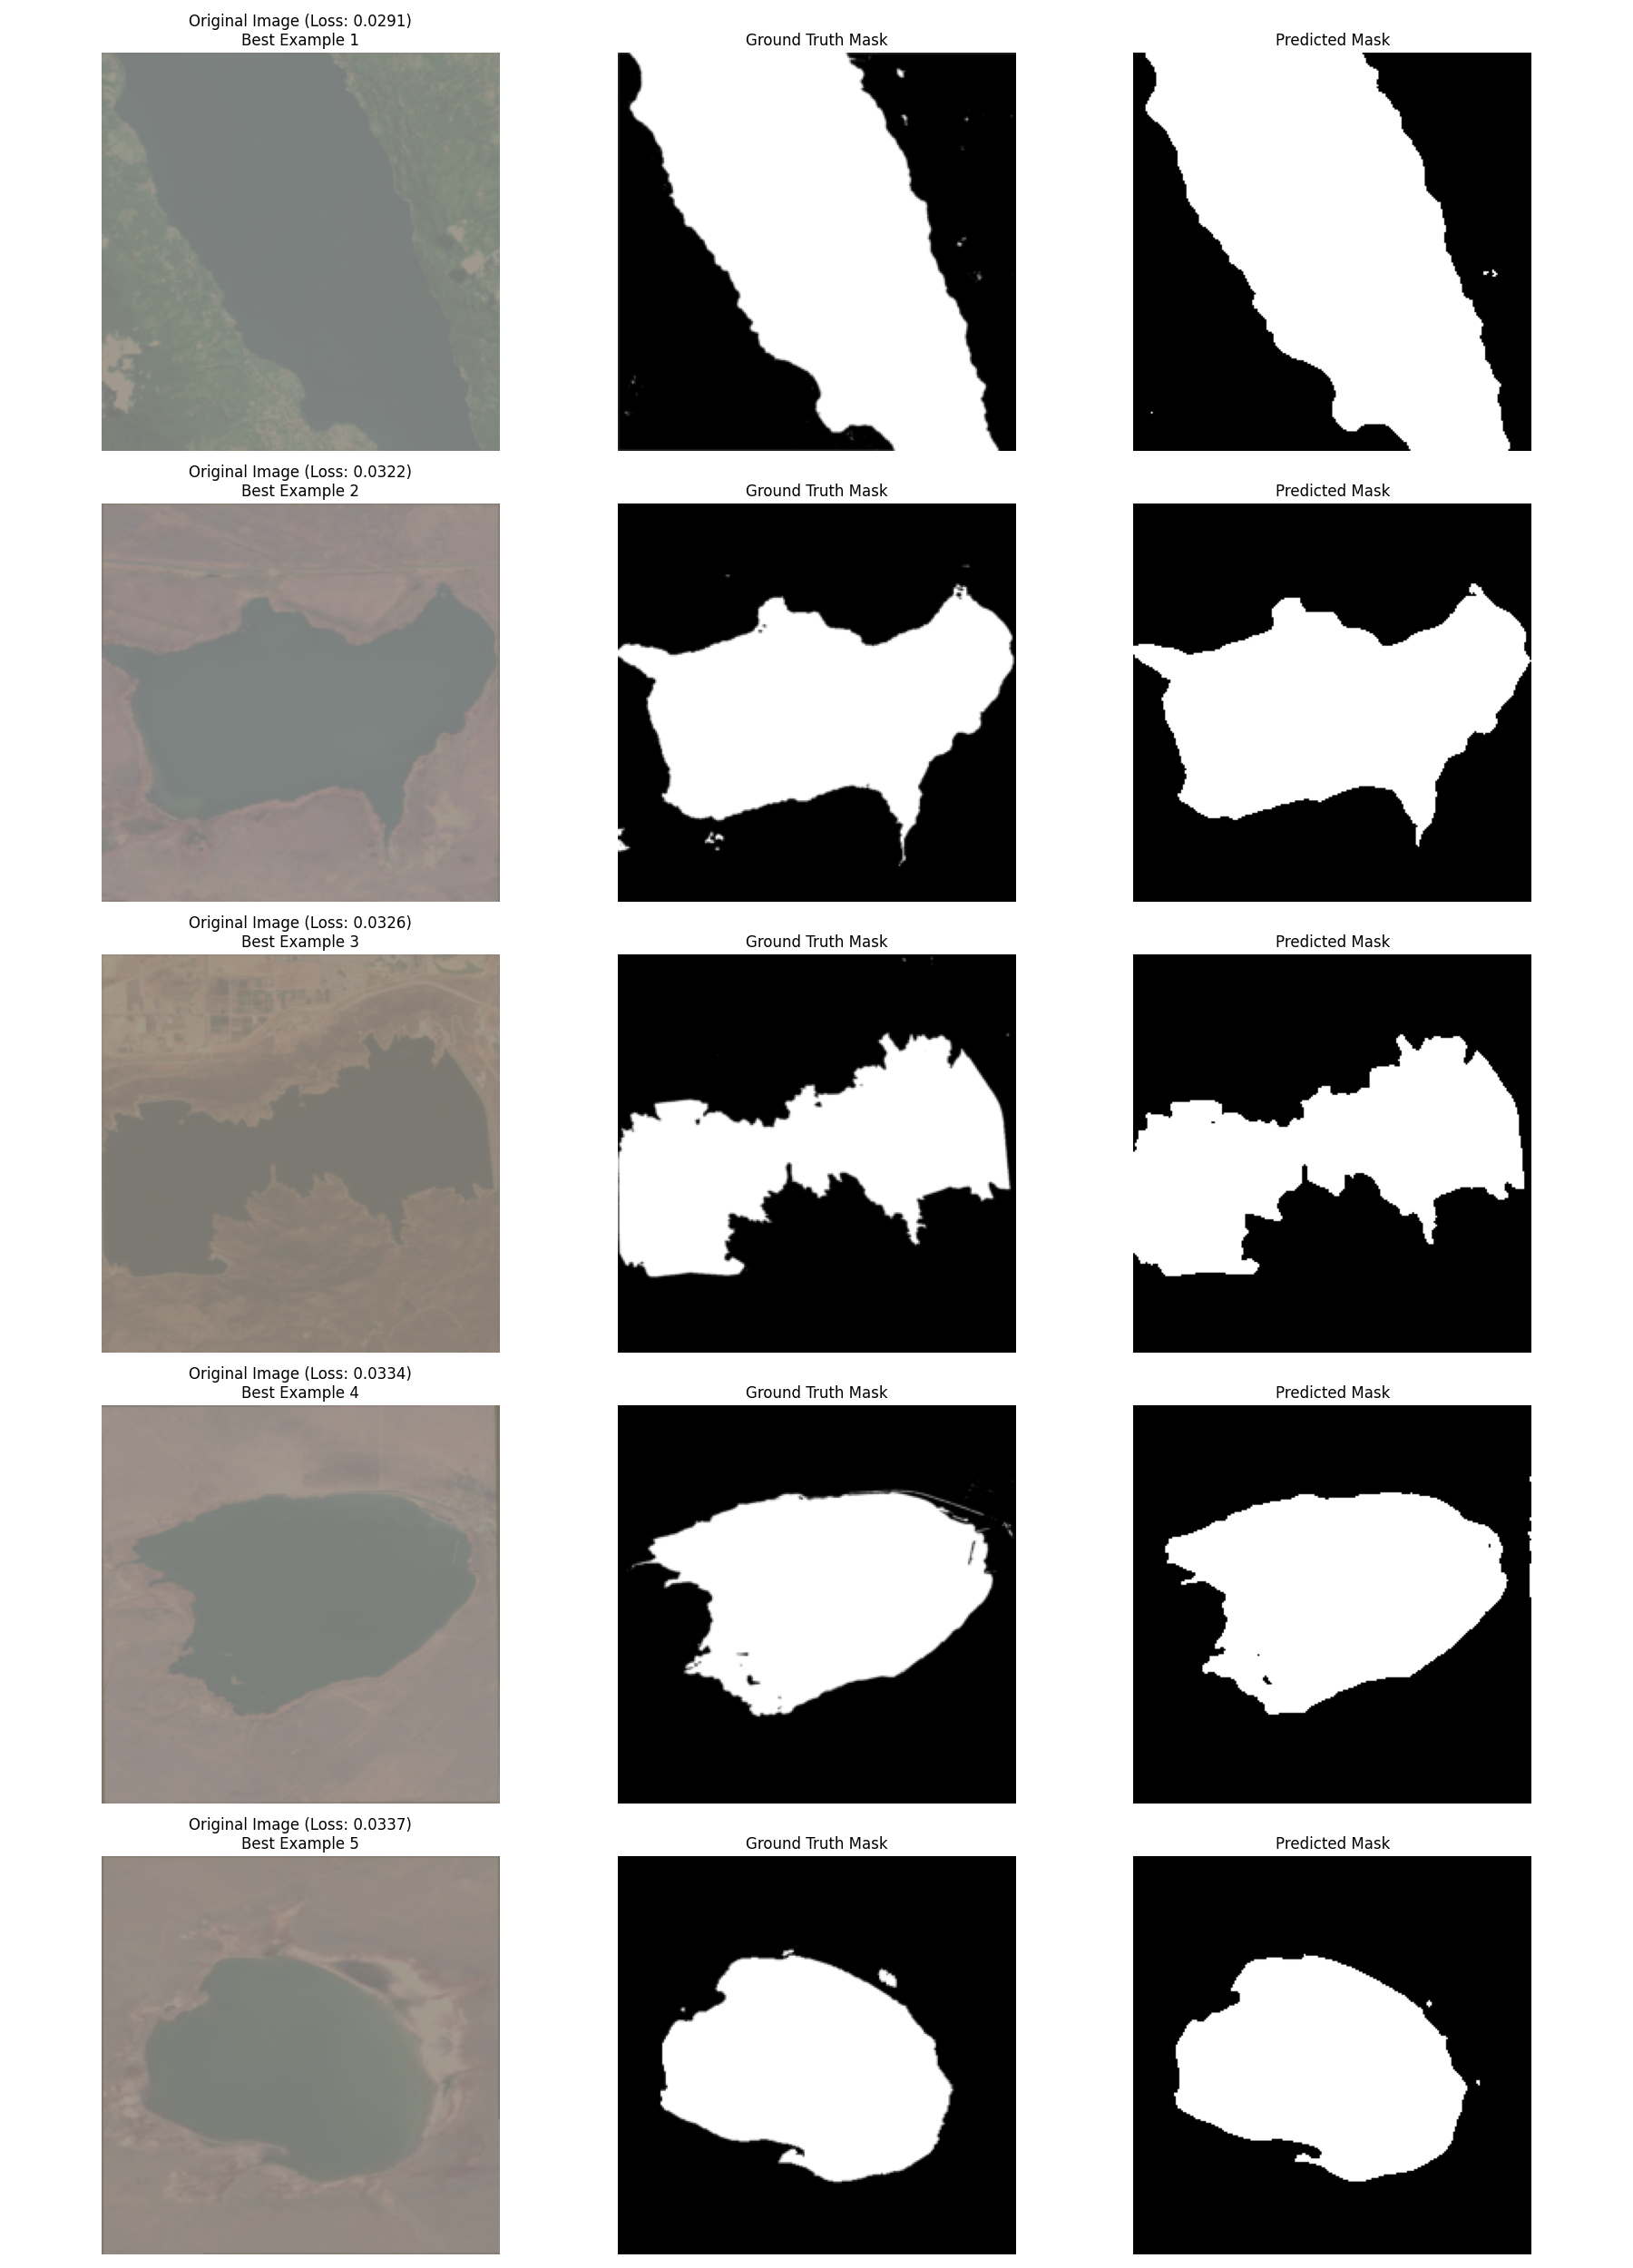 Original Image (Loss: 0.0291)
Best Example 1
Ground Truth Mask
Predicted Mask
Original Image (Loss: 0.0322)
Best Example 2
Ground Truth Mask
Predicted Mask
Original Image (Loss: 0.0326)
Best Example 3
Ground Truth Mask
Predicted Mask
Original Image (Loss: 0.0334)
Best Example 4
Ground Truth Mask
Predicted Mask
Original Image (Loss: 0.0337)
Best Example 5
Ground Truth Mask
Predicted Mask